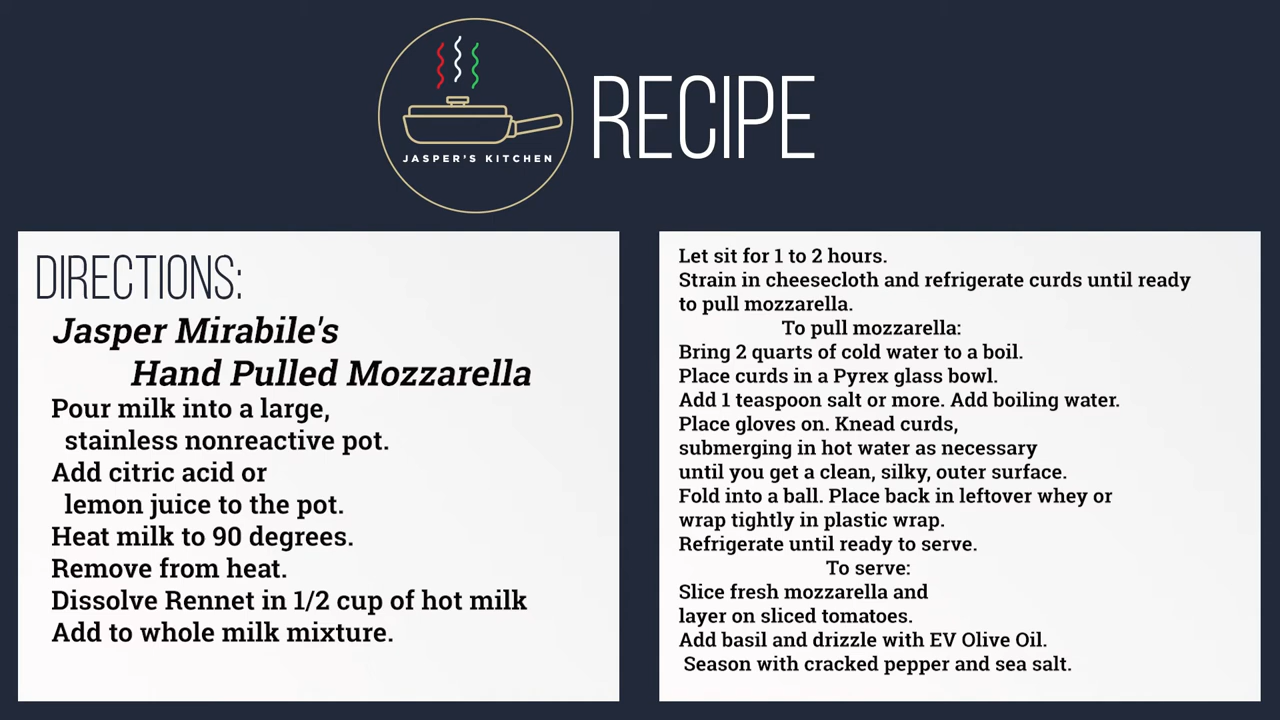 JASPER'S KITCHEN
RECIPE
DIRECTIONS:
Jasper Mirabile's
Hand Pulled Mozzarella
Pour milk into a large,
stainless nonreactive pot.
Add citric acid or
lemon juice to the pot.
Heat milk to 90 degrees.
Remove from heat.
Dissolve Rennet in 1/2 cup of hot milk
Add to whole milk mixture.
Let sit for 1 to 2 hours.
Strain in cheesecloth and refrigerate curds until ready
to pull mozzarella.
To pull mozzarella:
Bring 2 quarts of cold water to a boil.
Place curds in a Pyrex glass bowl.
Add 1 teaspoon salt or more. Add boiling water.
Place gloves on. Knead curds,
submerging in hot water as necessary
until you get a clean, silky, outer surface.
Fold into a ball. Place back in leftover whey or
wrap tightly in plastic wrap.
Refrigerate until ready to serve.
To serve:
Slice fresh mozzarella and
layer on sliced tomatoes.
Add basil and drizzle with EV Olive Oil.
Season with cracked pepper and sea salt.